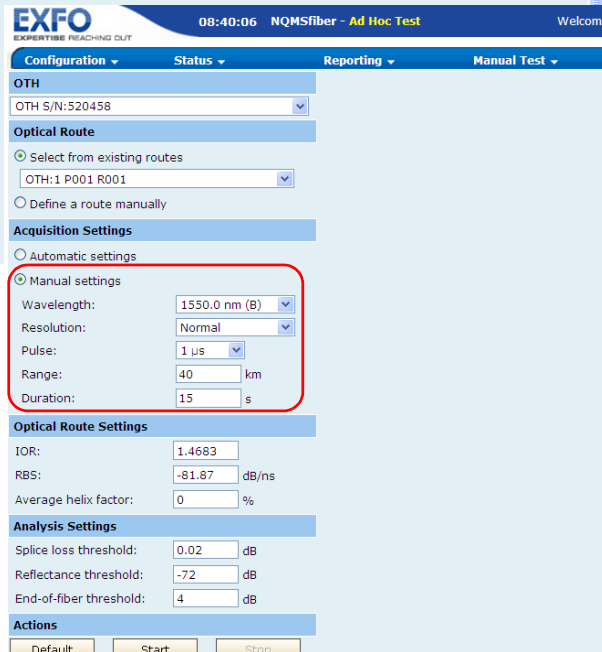 EXFO
EXPERTISE REACHING OUT
08:40:06 NQMSfiber - Ad Hoc Test
Welcom
Configuration Status Reporting Manual Test
OTH
OTH S/N:520458
Optical Route
Select from existing routes
OTH:1 P001 R001
Define a route manually
Acquisition Settings
Automatic settings
Manual settings
Wavelength: 1550.0 nm (B)
Resolution: Normal
Pulse: 1 µs
Range: 40 km
Duration: 15 s
Optical Route Settings
IOR: 1.4683
RBS: -81.87 dB/ns
Average helix factor: 0 %
Analysis Settings
Splice loss threshold: 0.02 dB
Reflectance threshold: -72 dB
End-of-fiber threshold: 4 dB
Actions
Default Start Stop